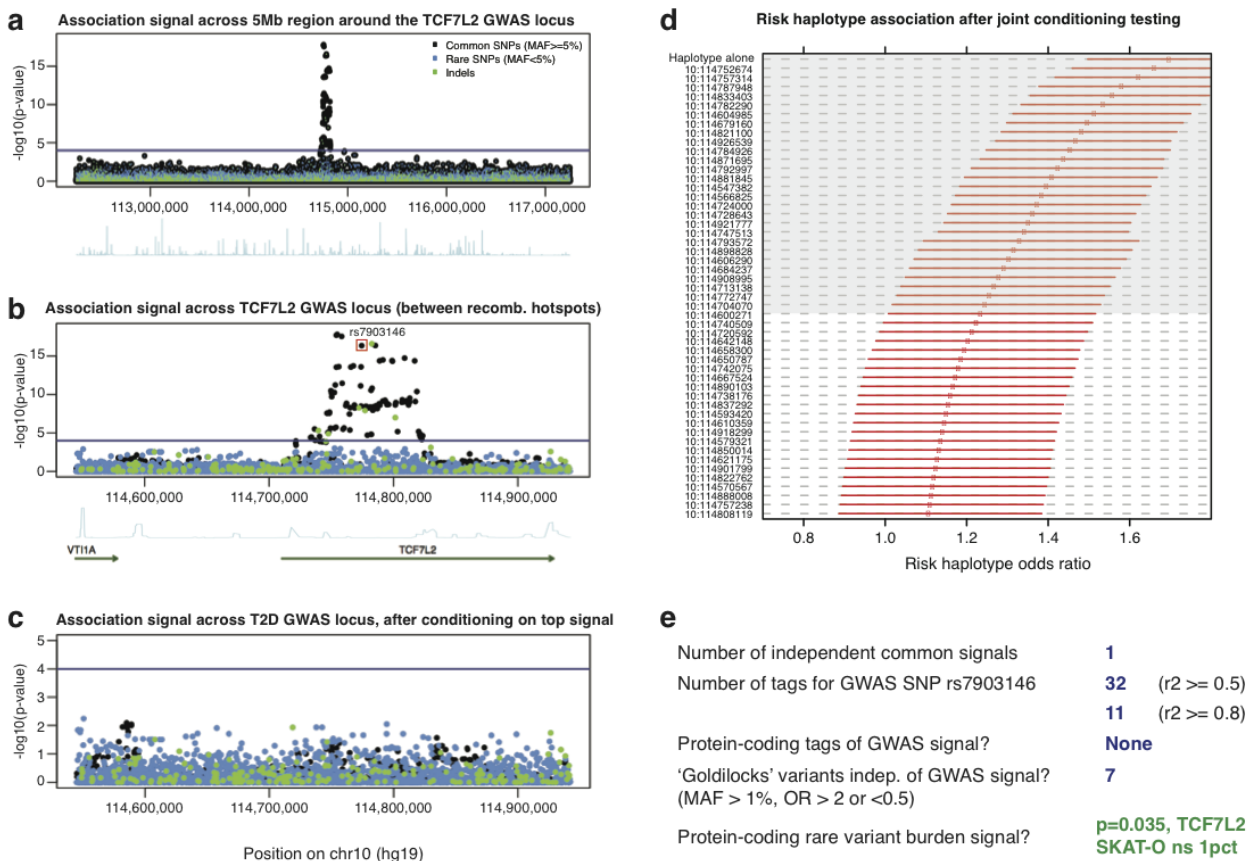 a
Association signal across 5Mb region around the TCF7L2 GWAS locus
-log10(p-value)
15
10
5
0
Common SNPs (MAF>=5%)
Rare SNPs (MAF<5%)
Indels
113,000,000 114,000,000 115,000,000 116,000,000 117,000,000
b
Association signal across TCF7L2 GWAS locus (between recomb. hotspots)
rs7903146
-log10(p-value)
15
10
5
0
114,600,000 114,700,000 114,800,000 114,900,000
VTI1A TCF7L2
c
Association signal across T2D GWAS locus, after conditioning on top signal
-log10(p-value)
5
4
3
2
1
0
114,600,000 114,700,000 114,800,000 114,900,000
Position on chr10 (hg19)
d
Risk haplotype association after joint conditioning testing
Haplotype alone
10:114752674
10:114757314
10:114787948
10:114833403
10:114782290
10:114604985
10:114679160
10:114821100
10:114926539
10:114784926
10:114871695
10:114792997
10:114881845
10:114547382
10:114566825
10:114724000
10:114728643
10:114921777
10:114747513
10:114793572
10:114898828
10:114606290
10:114684237
10:114908995
10:114713138
10:114772747
10:114704070
10:114600271
10:114740509
10:114720592
10:114642148
10:114658300
10:114650787
10:114742075
10:114667524
10:114890103
10:114738176
10:114837292
10:114593420
10:114610359
10:114918299
10:114579321
10:114850014
10:114621175
10:114901799
10:114822762
10:114570567
10:114888008
10:114757238
10:114808119
0.8 1.0 1.2 1.4 1.6
Risk haplotype odds ratio
e
Number of independent common signals 1
Number of tags for GWAS SNP rs7903146 32 (r2 >= 0.5)
11 (r2 >= 0.8)
Protein-coding tags of GWAS signal? None
'Goldilocks' variants indep. of GWAS signal? 7
(MAF > 1%, OR > 2 or <0.5)
Protein-coding rare variant burden signal? p=0.035, TCF7L2
SKAT-O ns 1pct